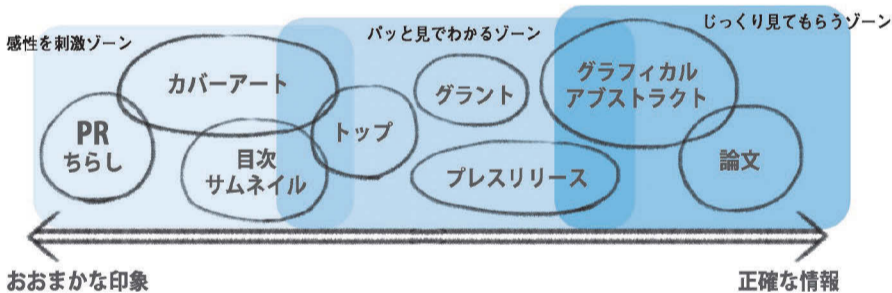 感性を刺激ゾーン
パッと見でわかるゾーン
じっくり見てもらうゾーン
カバーアート
PR
ちらし
目次
サムネイル
トップ
グラント
プレスリリース
グラフィカル
アブストラクト
論文
おおまかな印象
正確な情報